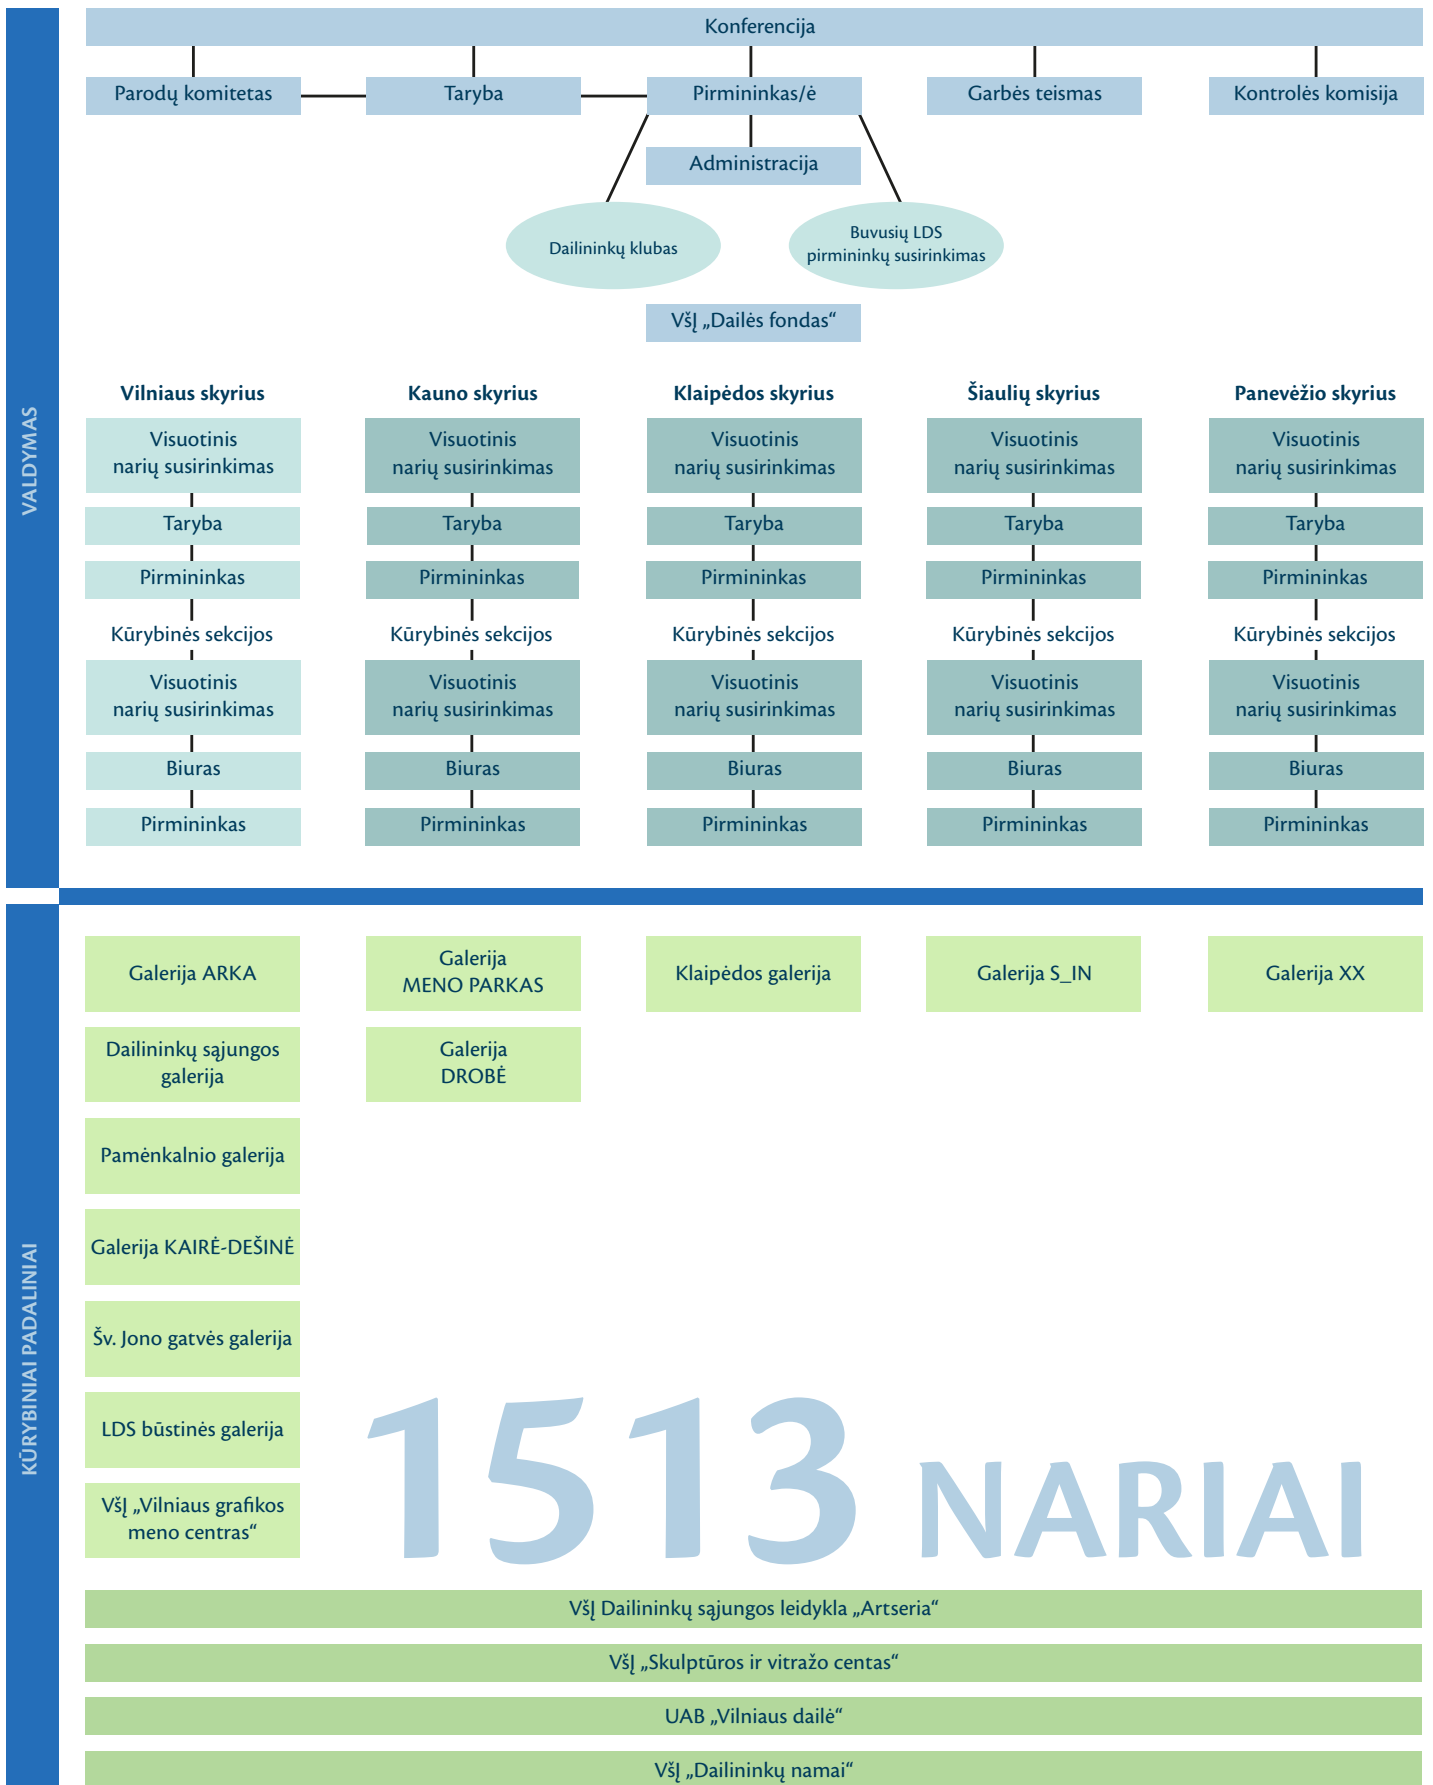 VALDYMAS
Konferencija
Parodų komitetas
Taryba
Pirmininkas/ė
Garbės teismas
Kontrolės komisija
Administracija
Dailininkų klubas
Buvusių LDS
pirmininkų susirinkimas
VšĮ „Dailės fondas“
Vilniaus skyrius
Visuotinis
narių susirinkimas
Taryba
Pirmininkas
Kūrybinės sekcijos
Visuotinis
narių susirinkimas
Biuras
Pirmininkas
Kauno skyrius
Visuotinis
narių susirinkimas
Taryba
Pirmininkas
Kūrybinės sekcijos
Visuotinis
narių susirinkimas
Biuras
Pirmininkas
Klaipėdos skyrius
Visuotinis
narių susirinkimas
Taryba
Pirmininkas
Kūrybinės sekcijos
Visuotinis
narių susirinkimas
Biuras
Pirmininkas
Šiaulių skyrius
Visuotinis
narių susirinkimas
Taryba
Pirmininkas
Kūrybinės sekcijos
Visuotinis
narių susirinkimas
Biuras
Pirmininkas
Panevėžio skyrius
Visuotinis
narių susirinkimas
Taryba
Pirmininkas
Kūrybinės sekcijos
Visuotinis
narių susirinkimas
Biuras
Pirmininkas
KŪRYBINIAI PADALINIAI
Galerija ARKA
Dailininkų sąjungos
galerija
Pamėnkalnio galerija
Galerija KAIRĖ-DEŠINĖ
Šv. Jono gatvės galerija
LDS būstinės galerija
VšĮ „Vilniaus grafikos
meno centras“
Galerija
MENO PARKAS
Galerija
DROBĖ
Klaipėdos galerija
Galerija S_IN
Galerija XX
1513 NARIAI
VšĮ Dailininkų sąjungos leidykla „Artseria“
VšĮ „Skulptūros ir vitražo centas“
UAB „Vilniaus dailė“
VšĮ „Dailininkų namai“